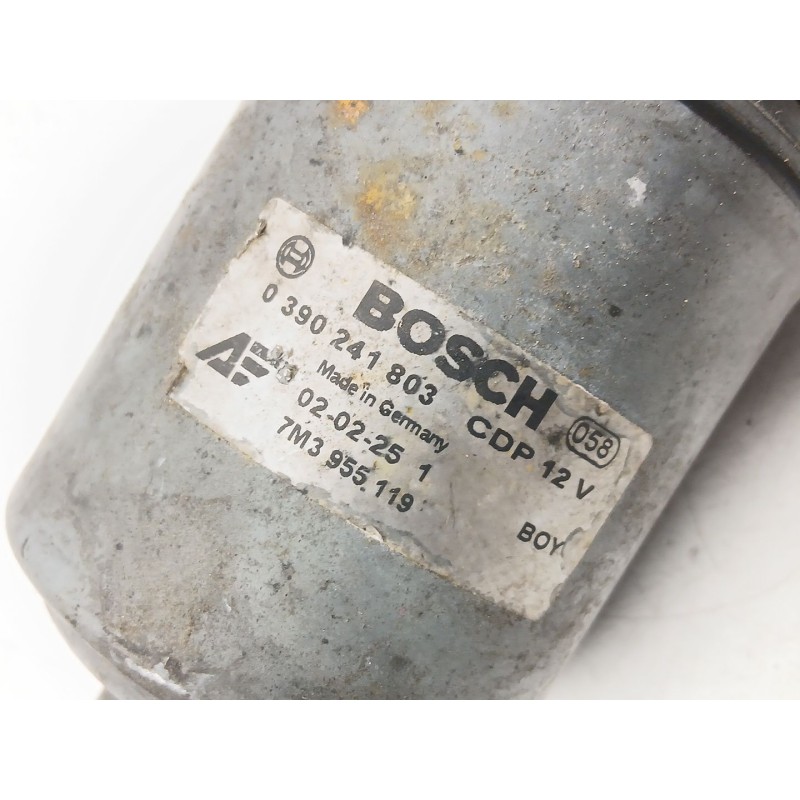 BOSCH 058
0 390 241 803 CDP 12 V
Made in Germany
02-02-25 1
7M3 955 119
BOY